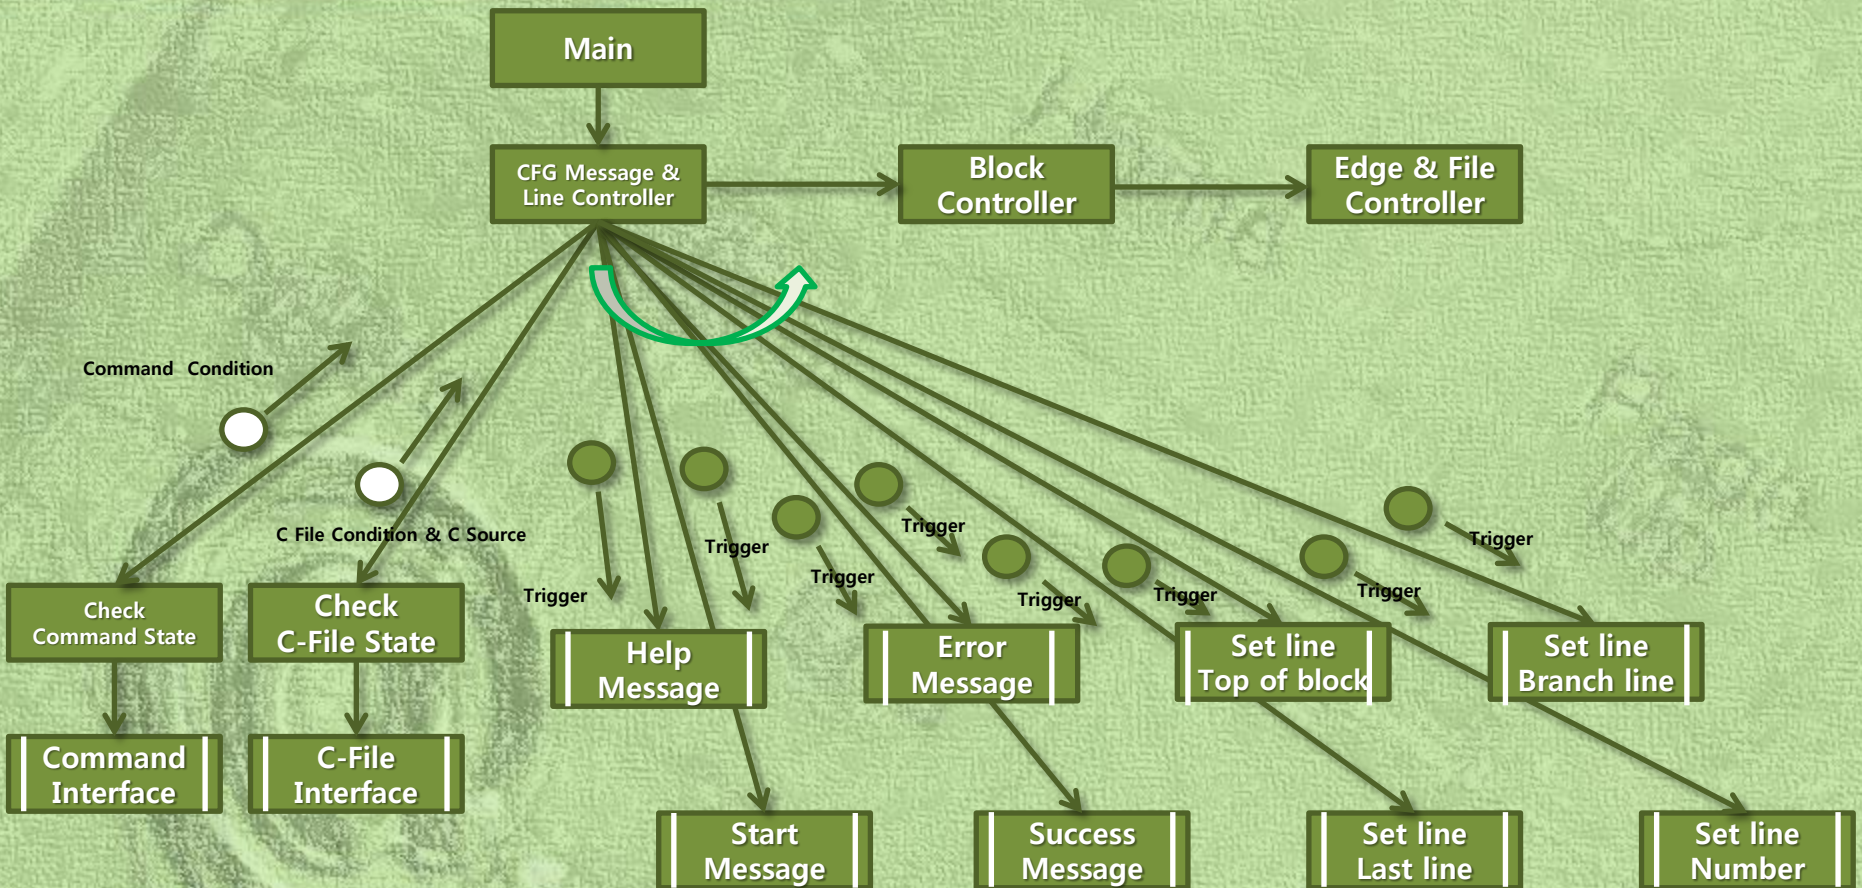 Main
CFG Message &
Line Controller
Block
Controller
Edge & File
Controller
Command Condition
C File Condition & C Source
Trigger
Trigger
Trigger
Trigger
Trigger
Trigger
Trigger
Trigger
Check
Command State
Check
C-File State
Help
Message
Error
Message
Set line
Top of block
Set line
Branch line
Command
Interface
C-File
Interface
Start
Message
Success
Message
Set line
Last line
Set line
Number